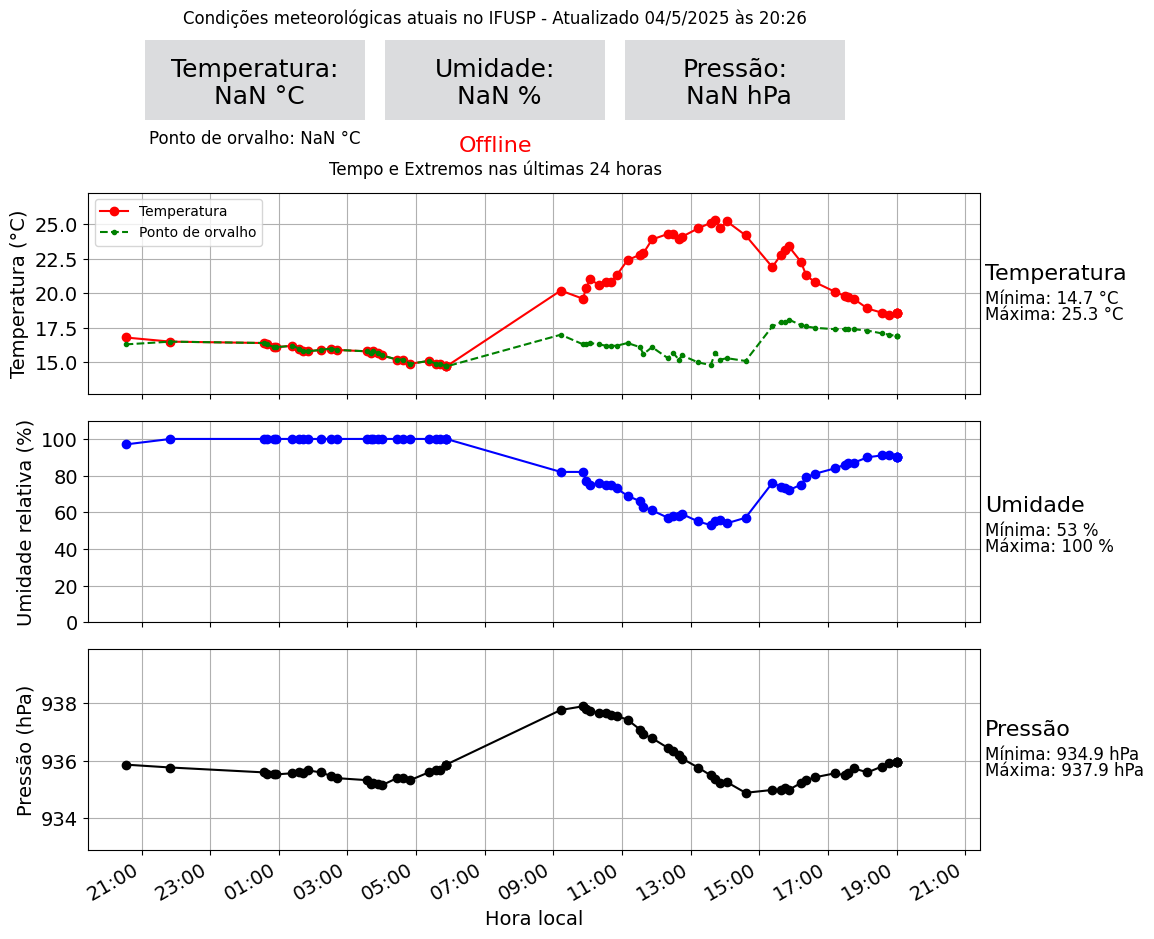 Condições meteorológicas atuais no IFUSP - Atualizado 04/5/2025 às 20:26
Temperatura:
NaN °C
Umidade:
NaN %
Pressão:
NaN hPa
Ponto de orvalho: NaN °C
Offline
Tempo e Extremos nas últimas 24 horas
Temperatura (°C)
25.0
22.5
20.0
17.5
15.0
Temperatura
Ponto de orvalho
Temperatura
Mínima: 14.7 °C
Máxima: 25.3 °C
Umidade relativa (%)
100
80
60
40
20
0
Umidade
Mínima: 53 %
Máxima: 100 %
Pressão (hPa)
938
936
934
Pressão
Mínima: 934.9 hPa
Máxima: 937.9 hPa
21:00 23:00 01:00 03:00 05:00 07:00 09:00 11:00 13:00 15:00 17:00 19:00 21:00
Hora local